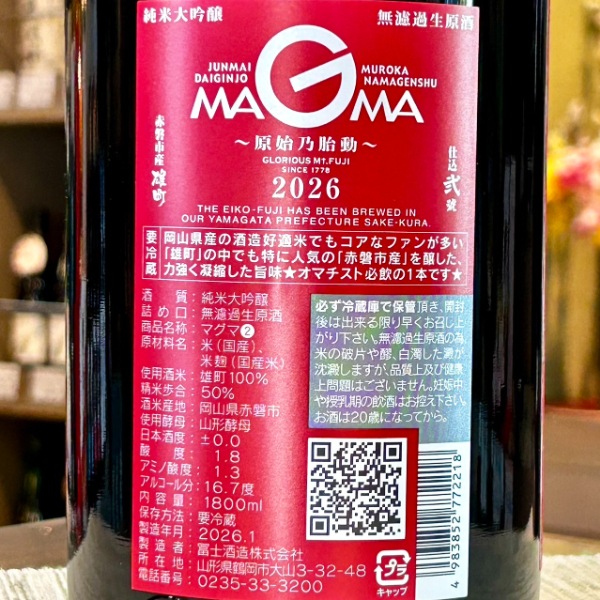 純米大吟醸
無濾過生原酒
JUNMAI DAIGINJO
MUROKA NAMAGENSHU
MAGMA
〜原始乃胎動〜
GLORIOUS MT.FUJI
SINCE 1778
2026
赤磐市産 雄町
仕込 弐號
THE EIKO-FUJI HAS BEEN BREWED IN
OUR YAMAGATA PREFECTURE SAKE-KURA.
要冷蔵
岡山県産の酒造好適米でもコアなファンが多い
「雄町」の中でも特に人気の「赤磐市産」を醸した、
力強く凝縮した旨味★オマチスト必飲の1本です★
酒質：純米大吟醸
詰め口：無濾過生原酒
商品名称：マグマ❷
原材料名：米（国産）、
米麹（国産米）
使用酒米：雄町100%
精米歩合：50%
酒米産地：岡山県赤磐市
使用酵母：山形酵母
日本酒度：±0.0
酸度：1.8
アミノ酸度：1.3
アルコール分：16.7度
内容量：1800ml
保存方法：要冷蔵
製造年月：2026.1
製造者：冨士酒造株式会社
所在地：山形県鶴岡市大山3-32-48
電話番号：0235-33-3200
必ず冷蔵庫で保管頂き、開封
後は出来る限り早くお召し上
がり下さい。無濾過生原酒の為、
米の破片や酵、白濁した澱が
沈澱しますが、品質上及び健康
上問題はございません。妊娠中
や授乳期の飲酒はお控え下さい。
お酒は20歳になってから。
プラ
キャップ
4 983852 772218